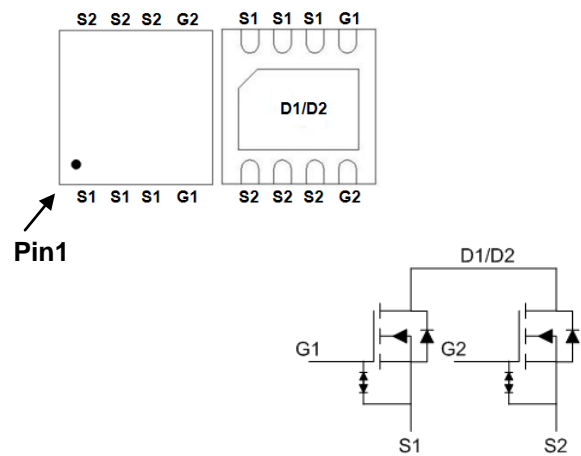 S2 S2 S2 G2
S1 S1 S1 G1
D1/D2
S1 S1 S1 G1
S2 S2 S2 G2
Pin1
D1/D2
G1
G2
S1
S2